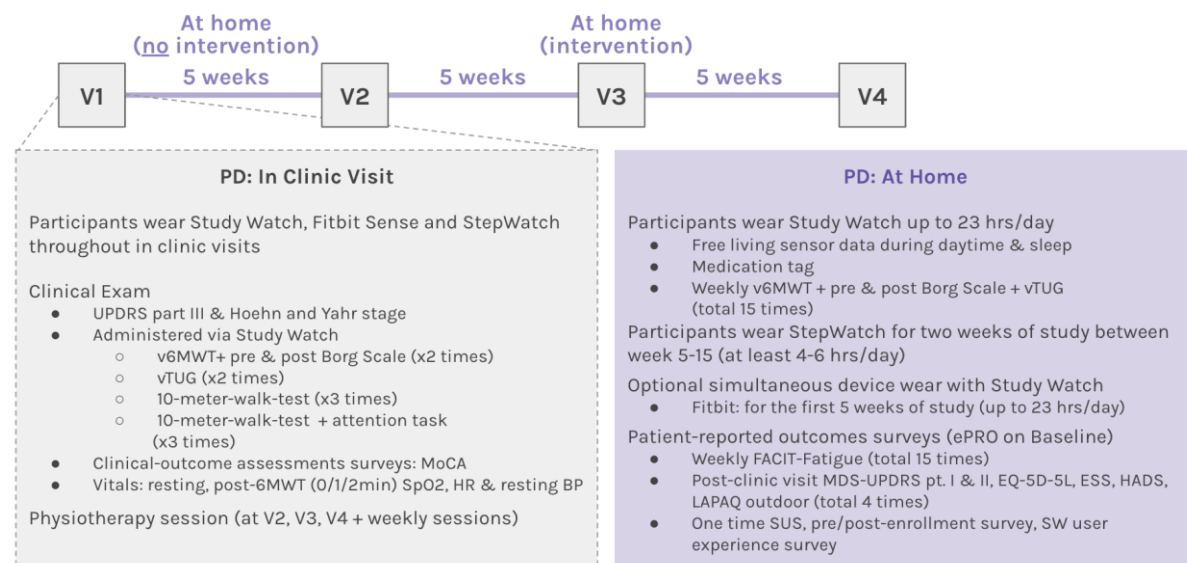 At home
(no intervention)
At home
(intervention)
5 weeks
5 weeks
5 weeks
V1
V2
V3
V4
PD: In Clinic Visit
Participants wear Study Watch, Fitbit Sense and StepWatch
throughout in clinic visits
Clinical Exam
● UPDRS part III & Hoehn and Yahr stage
● Administered via Study Watch
○ v6MWT+ pre & post Borg Scale (x2 times)
○ vTUG (x2 times)
○ 10-meter-walk-test (x3 times)
○ 10-meter-walk-test + attention task
(x3 times)
● Clinical-outcome assessments surveys: MoCA
● Vitals: resting, post-6MWT (0/1/2min) SpO2, HR & resting BP
Physiotherapy session (at V2, V3, V4 + weekly sessions)
PD: At Home
Participants wear Study Watch up to 23 hrs/day
● Free living sensor data during daytime & sleep
● Medication tag
● Weekly v6MWT + pre & post Borg Scale + vTUG
(total 15 times)
Participants wear StepWatch for two weeks of study between
week 5-15 (at least 4-6 hrs/day)
Optional simultaneous device wear with Study Watch
● Fitbit: for the first 5 weeks of study (up to 23 hrs/day)
Patient-reported outcomes surveys (ePRO on Baseline)
● Weekly FACIT-Fatigue (total 15 times)
● Post-clinic visit MDS-UPDRS pt. I & II, EQ-5D-5L, ESS, HADS,
LAPAQ outdoor (total 4 times)
● One time SUS, pre/post-enrollment survey, SW user
experience survey